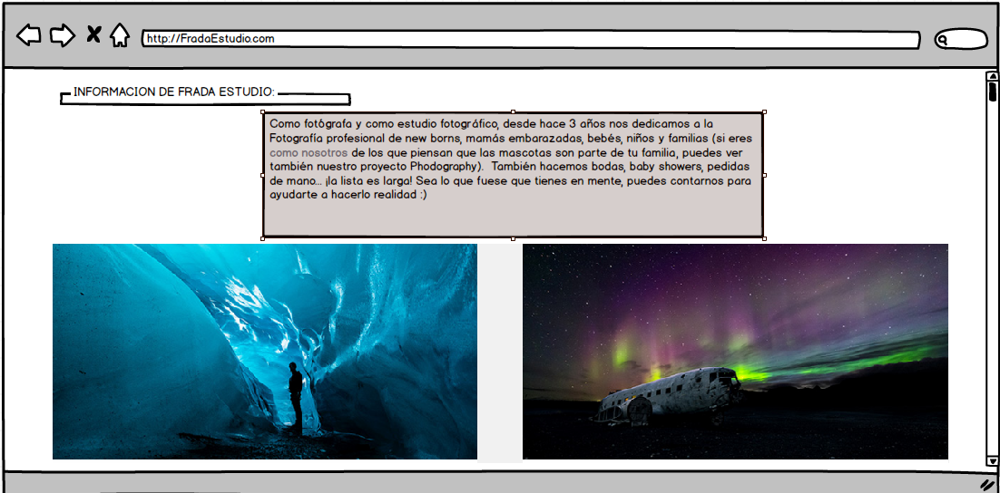 http://FradaEstudio.com
INFORMACION DE FRADA ESTUDIO:
Como fotógrafa y como estudio fotográfico, desde hace 3 años nos dedicamos a la
Fotografía profesional de new borns, mamás embarazadas, bebés, niños y familias (si eres
como nosotros de los que piensan que las mascotas son parte de tu familia, puedes ver
también nuestro proyecto Phodography). También hacemos bodas, baby showers, pedidas
de mano... ¡la lista es larga! Sea lo que fuese que tienes en mente, puedes contarnos para
ayudarte a hacerlo realidad :)